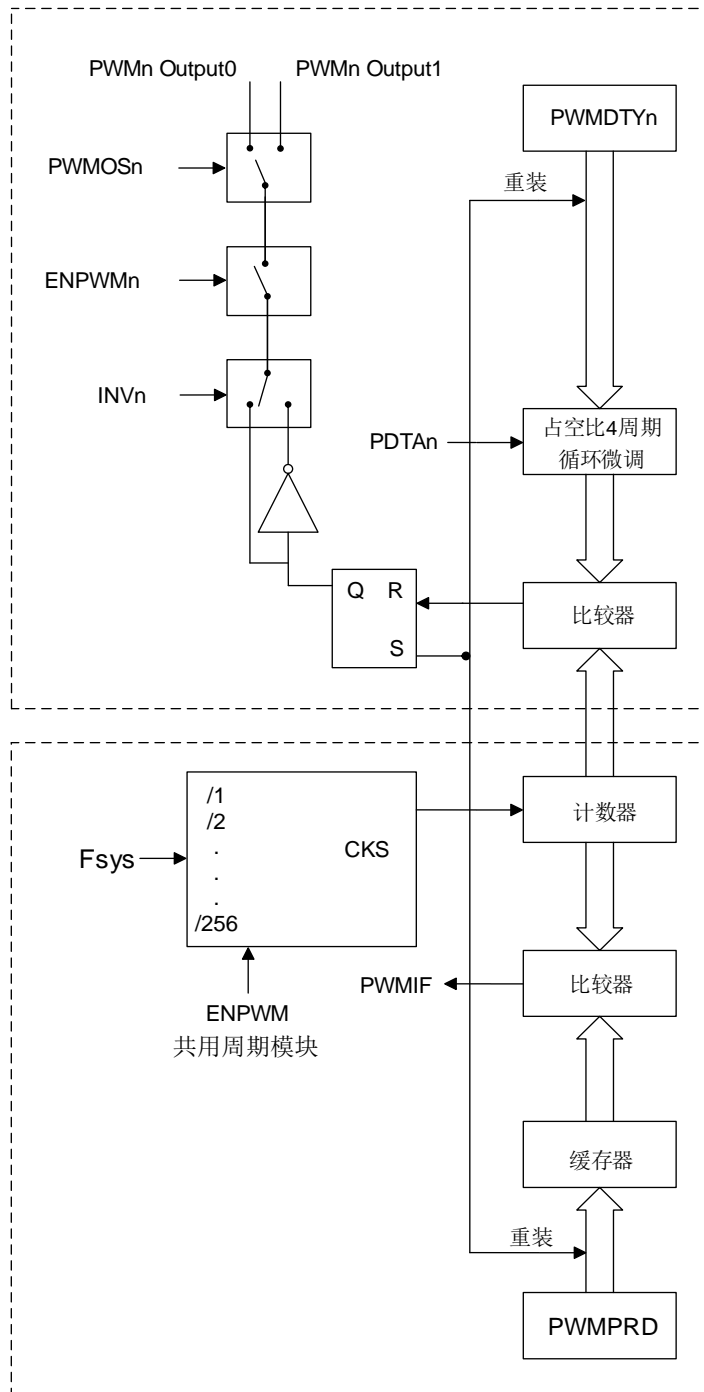 PWMn Output0
PWMn Output1
PWMDTYn
PWMOSn
重装
ENPWMn
INVn
PDTAn
占空比4周期
循环微调
Q
R
S
比较器
/1
/2
.
.
.
/256
CKS
Fsys
计数器
ENPWM
共用周期模块
PWMIF
比较器
缓存器
重装
PWMPRD